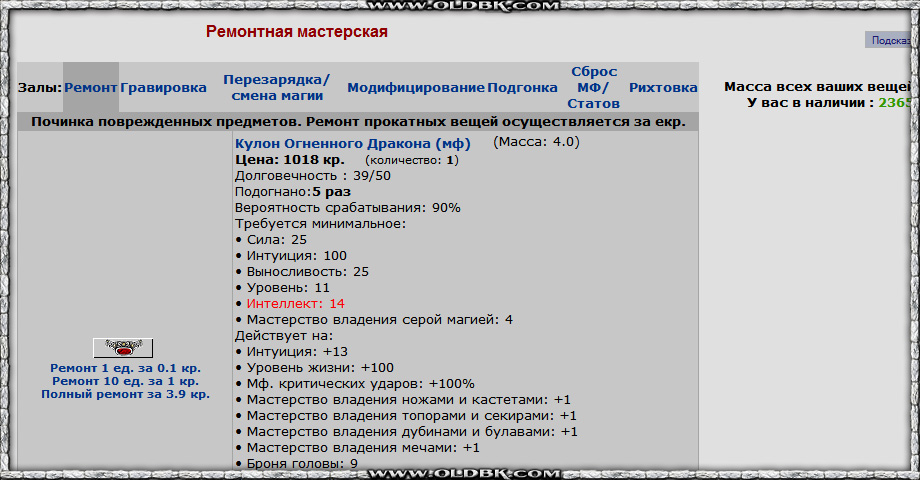 WWW.OLDBK.COM
Ремонтная мастерская
Подсказ
Залы: Ремонт Гравировка Перезарядка/ смена магии Модифицирование Подгонка Сброс МФ/ Статов Рихтовка
Масса всех ваших вещей
У вас в наличии : 2365
Починка поврежденных предметов. Ремонт прокатных вещей осуществляется за екр.
Кулон Огненного Дракона (мф) (Масса: 4.0)
Цена: 1018 кр. (количество: 1)
Долговечность : 39/50
Подогнано:5 раз
Вероятность срабатывания: 90%
Требуется минимальное:
• Сила: 25
• Интуиция: 100
• Выносливость: 25
• Уровень: 11
• Интеллект: 14
• Мастерство владения серой магией: 4
Действует на:
• Интуиция: +13
• Уровень жизни: +100
• Мф. критических ударов: +100%
• Мастерство владения ножами и кастетами: +1
• Мастерство владения топорами и секирами: +1
• Мастерство владения дубинами и булавами: +1
• Мастерство владения мечами: +1
• Броня головы: 9
Ремонт 1 ед. за 0.1 кр.
Ремонт 10 ед. за 1 кр.
Полный ремонт за 3.9 кр.
WWW.OLDBK.COM